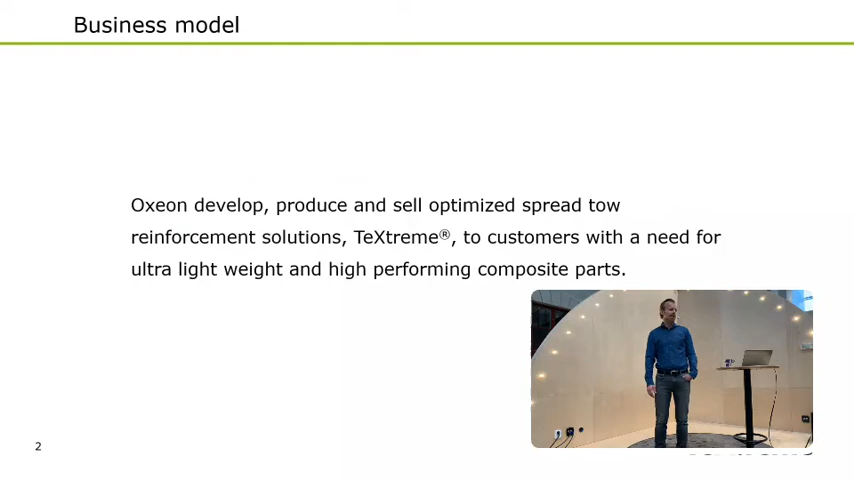 Business model
Oxeon develop, produce and sell optimized spread tow
reinforcement solutions, TeXtreme®, to customers with a need for
ultra light weight and high performing composite parts.
2